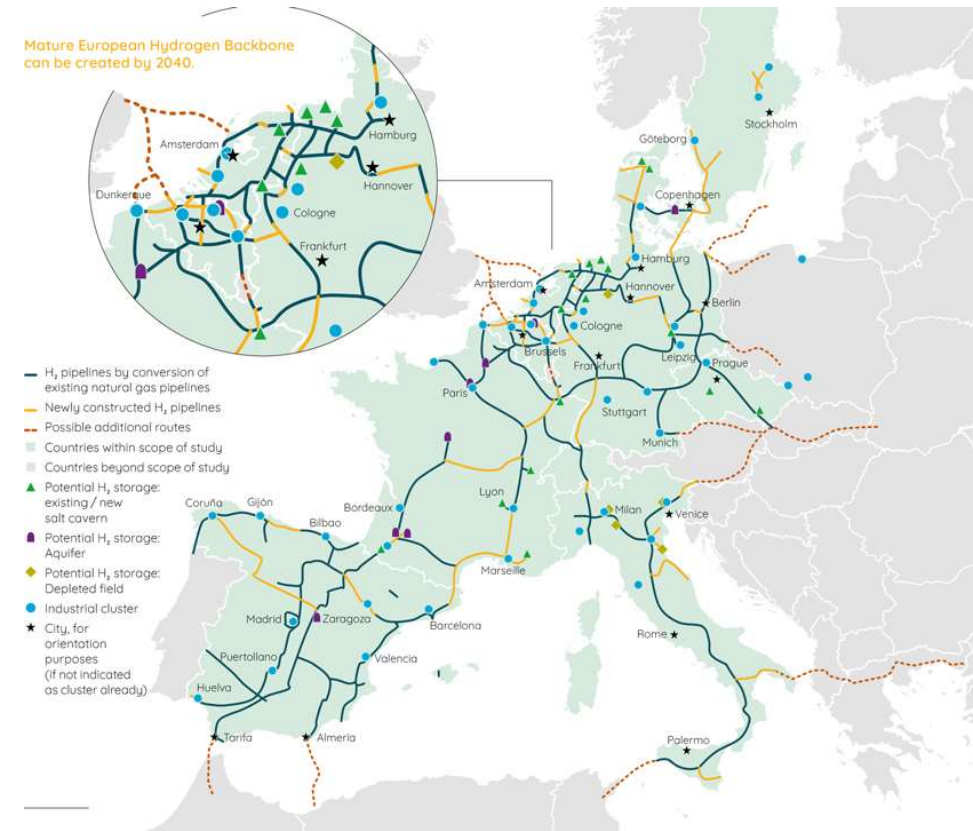 Mature European Hydrogen Backbone
can be created by 2040.
Amsterdam
Hamburg
Hannover
Dunkerque
Cologne
Frankfurt
Stockholm
Göteborg
Copenhagen
Hamburg
Amsterdam
Hannover
Berlin
Cologne
Brussels
Leipzig
Frankfurt
Prague
Paris
Stuttgart
Munich
H₂ pipelines by conversion of
existing natural gas pipelines
Newly constructed H₂ pipelines
Possible additional routes
Countries within scope of study
Countries beyond scope of study
Potential H₂ storage:
existing / new
salt cavern
Potential H₂ storage:
Aquifer
Potential H₂ storage:
Depleted field
Industrial cluster
City, for
orientation
purposes
(if not indicated
as cluster already)
Lyon
Milan
Venice
Coruña
Gijón
Bordeaux
Bilbao
Marseille
Madrid
Zaragoza
Barcelona
Rome
Puertollano
Valencia
Huelva
Tarifa
Almeria
Palermo